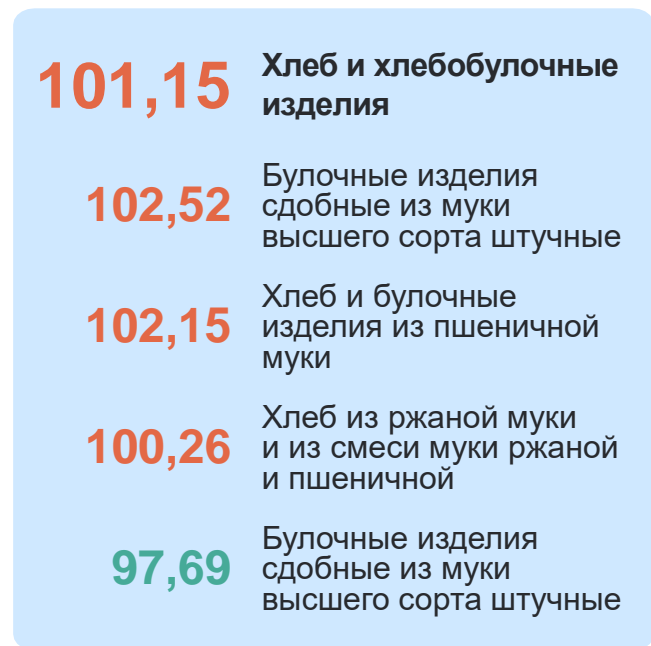 101,15
Хлеб и хлебобулочные
изделия
102,52
Булочные изделия
сдобные из муки
высшего сорта штучные
102,15
Хлеб и булочные
изделия из пшеничной
муки
100,26
Хлеб из ржаной муки
и из смеси муки ржаной
и пшеничной
97,69
Булочные изделия
сдобные из муки
высшего сорта штучные